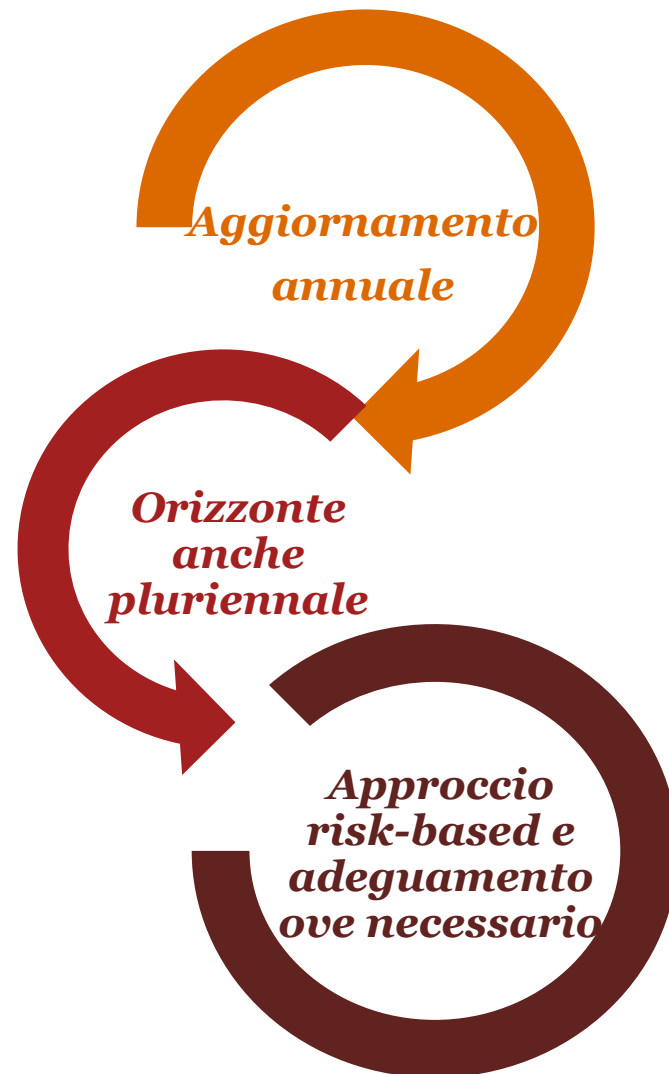 Aggiornamento
annuale
Orizzonte
anche
pluriennale
Approccio
risk-based e
adeguamento
ove necessario